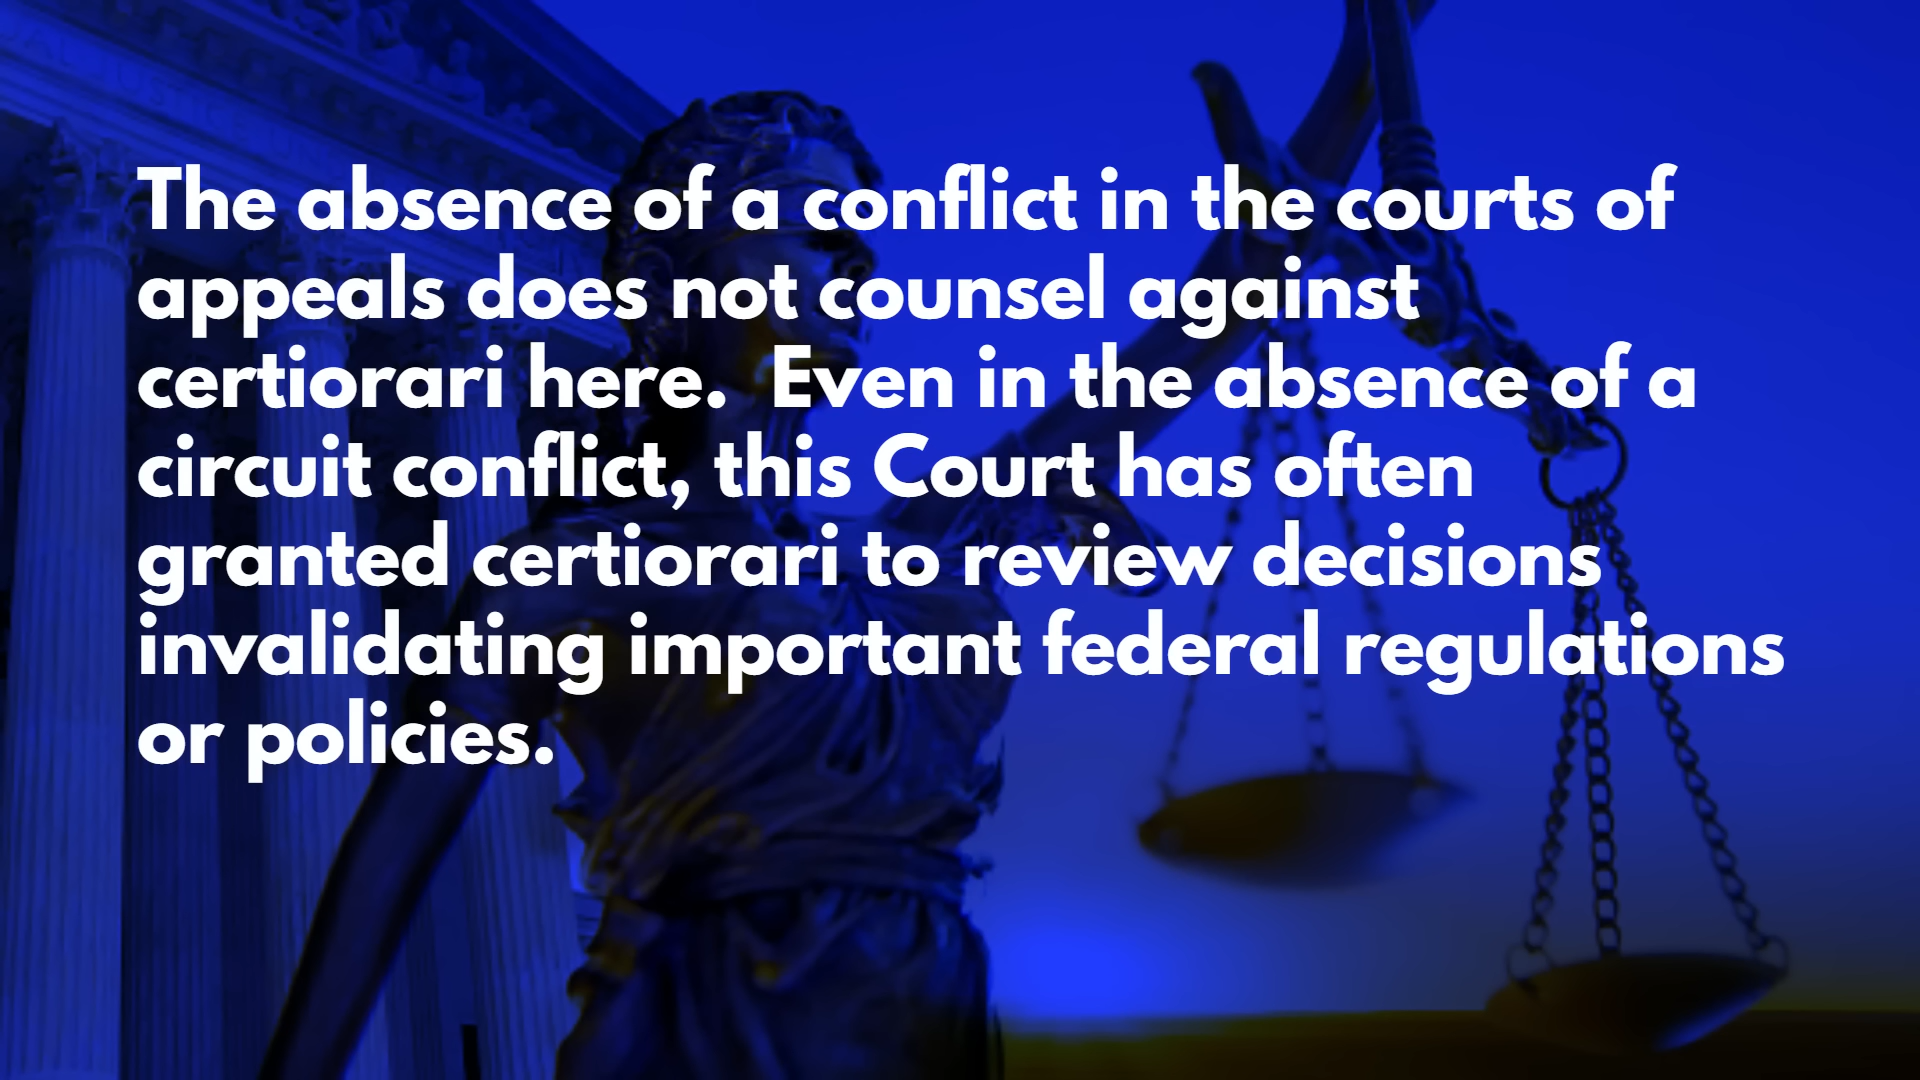 The absence of a conflict in the courts of
appeals does not counsel against
certiorari here.  Even in the absence of a
circuit conflict, this Court has often
granted certiorari to review decisions
invalidating important federal regulations
or policies.